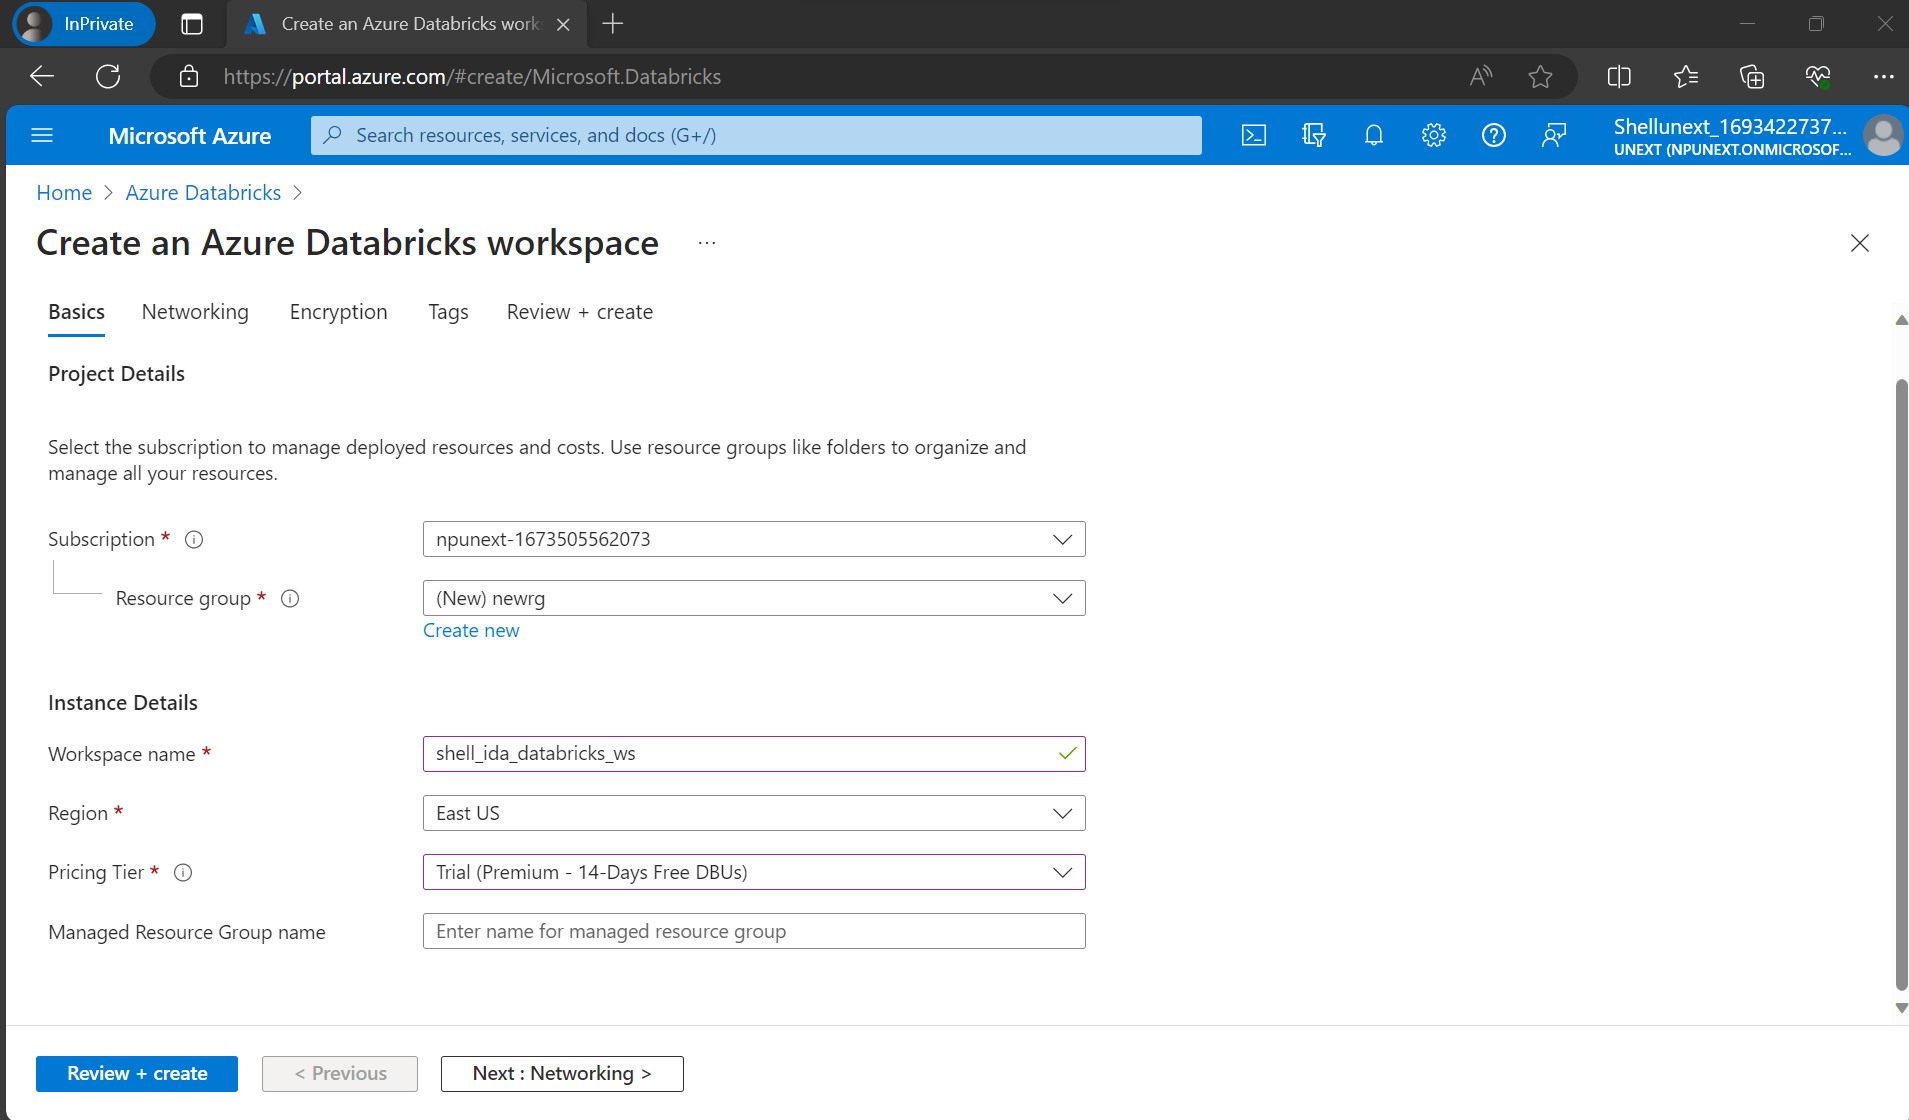 InPrivate
Create an Azure Databricks work
https://portal.azure.com/#create/Microsoft.Databricks
Microsoft Azure
Search resources, services, and docs (G+/)
Shellunext_1693422737...
UNEXT (NPUNEXT.ONMICROSOF...
Home > Azure Databricks >
Create an Azure Databricks workspace ...
Basics Networking Encryption Tags Review + create
Project Details
Select the subscription to manage deployed resources and costs. Use resource groups like folders to organize and
manage all your resources.
Subscription * npunext-1673505562073
Resource group * (New) newrg
Create new
Instance Details
Workspace name * shell_ida_databricks_ws
Region * East US
Pricing Tier * Trial (Premium - 14-Days Free DBUs)
Managed Resource Group name Enter name for managed resource group
Review + create < Previous Next : Networking >